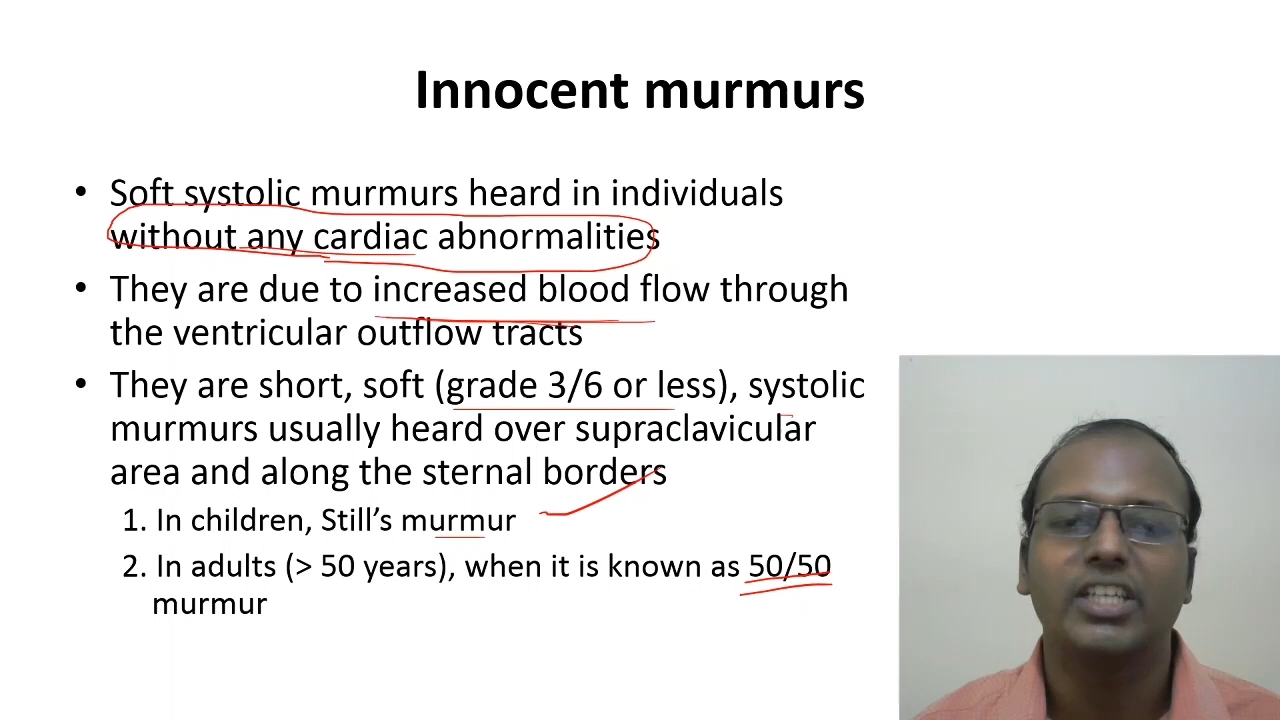 Innocent murmurs
• Soft systolic murmurs heard in individuals
without any cardiac abnormalities
• They are due to increased blood flow through
the ventricular outflow tracts
• They are short, soft (grade 3/6 or less), systolic
murmurs usually heard over supraclavicular
area and along the sternal borders
1. In children, Still’s murmur
2. In adults (> 50 years), when it is known as 50/50
murmur